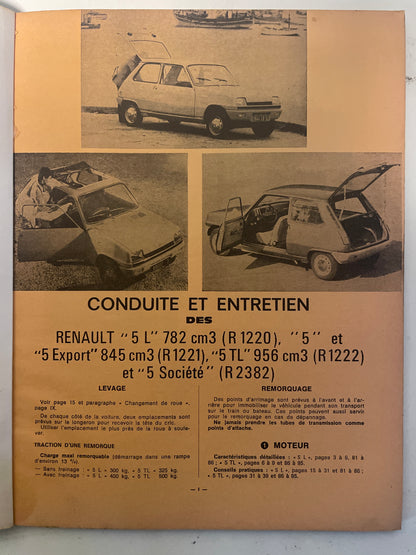 CONDUITE ET ENTRETIEN
DES
RENAULT "5 L" 782 cm3 (R 1220), "5" et
"5 Export" 845 cm3 (R 1221), "5 TL" 956 cm3 (R 1222)
et "5 Société" (R 2382)
LEVAGE
Voir page 15 et paragraphe « Changement de roue »,
page IX.
De chaque côté de la voiture, deux emplacements sont
prévus sur le longeron pour recevoir la tête du cric.
Utiliser l'emplacement le plus près de la roue à soule-
ver.
TRACTION D'UNE REMORQUE
Charge maxi remorquable (démarrage dans une rampe
d'environ 13 %).
— Sans freinage : « 5 L » 300 kg, « 5 TL » 325 kg.
— Avec freinage : « 5 L » 400 kg, « 5 TL » 500 kg.
REMORQUAGE
Des points d'arrimage sont prévus à l'avant et à l'ar-
rière pour immobiliser le véhicule pendant son transport
sur le train ou bateau. Ces points peuvent aussi servir
pour le remorquage en cas de dépannage.
Ne jamais prendre les tubes de transmission comme
points d'attache.
1 MOTEUR
Caractéristiques détaillées : « 5 L », pages 3 à 6, 81 à
86 ; « 5 TL », pages 6 à 9 et 86 à 95.
Conseils pratiques : « 5 L », pages 15 à 31 et 81 à
86 ; « 5 TL », pages 31 à 39 et 86 à 95.
— I —